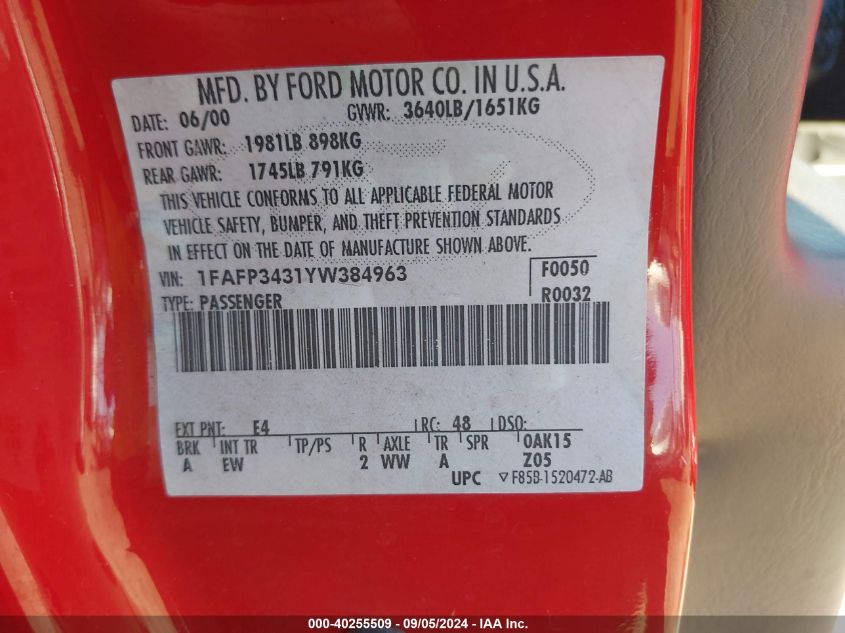 MFD. BY FORD MOTOR CO. IN U.S.A.
DATE: 06/00 GVWR: 3640LB/1651KG
FRONT GAWR: 1981LB 898KG
REAR GAWR: 1745LB 791KG
THIS VEHICLE CONFORMS TO ALL APPLICABLE FEDERAL MOTOR
VEHICLE SAFETY, BUMPER, AND THEFT PREVENTION STANDARDS
IN EFFECT ON THE DATE OF MANUFACTURE SHOWN ABOVE.
VIN: 1FAFP3431YW384963 F0050
TYPE: PASSENGER R0032
EXT PNT: E4 RC: 48 DSO:
BRK INT TR TP/PS R AXLE TR SPR 0AK15
A EW 2 WW A Z05
UPC ▽F85B-1520472-AB
000-40255509 - 09/05/2024 - IAA Inc.